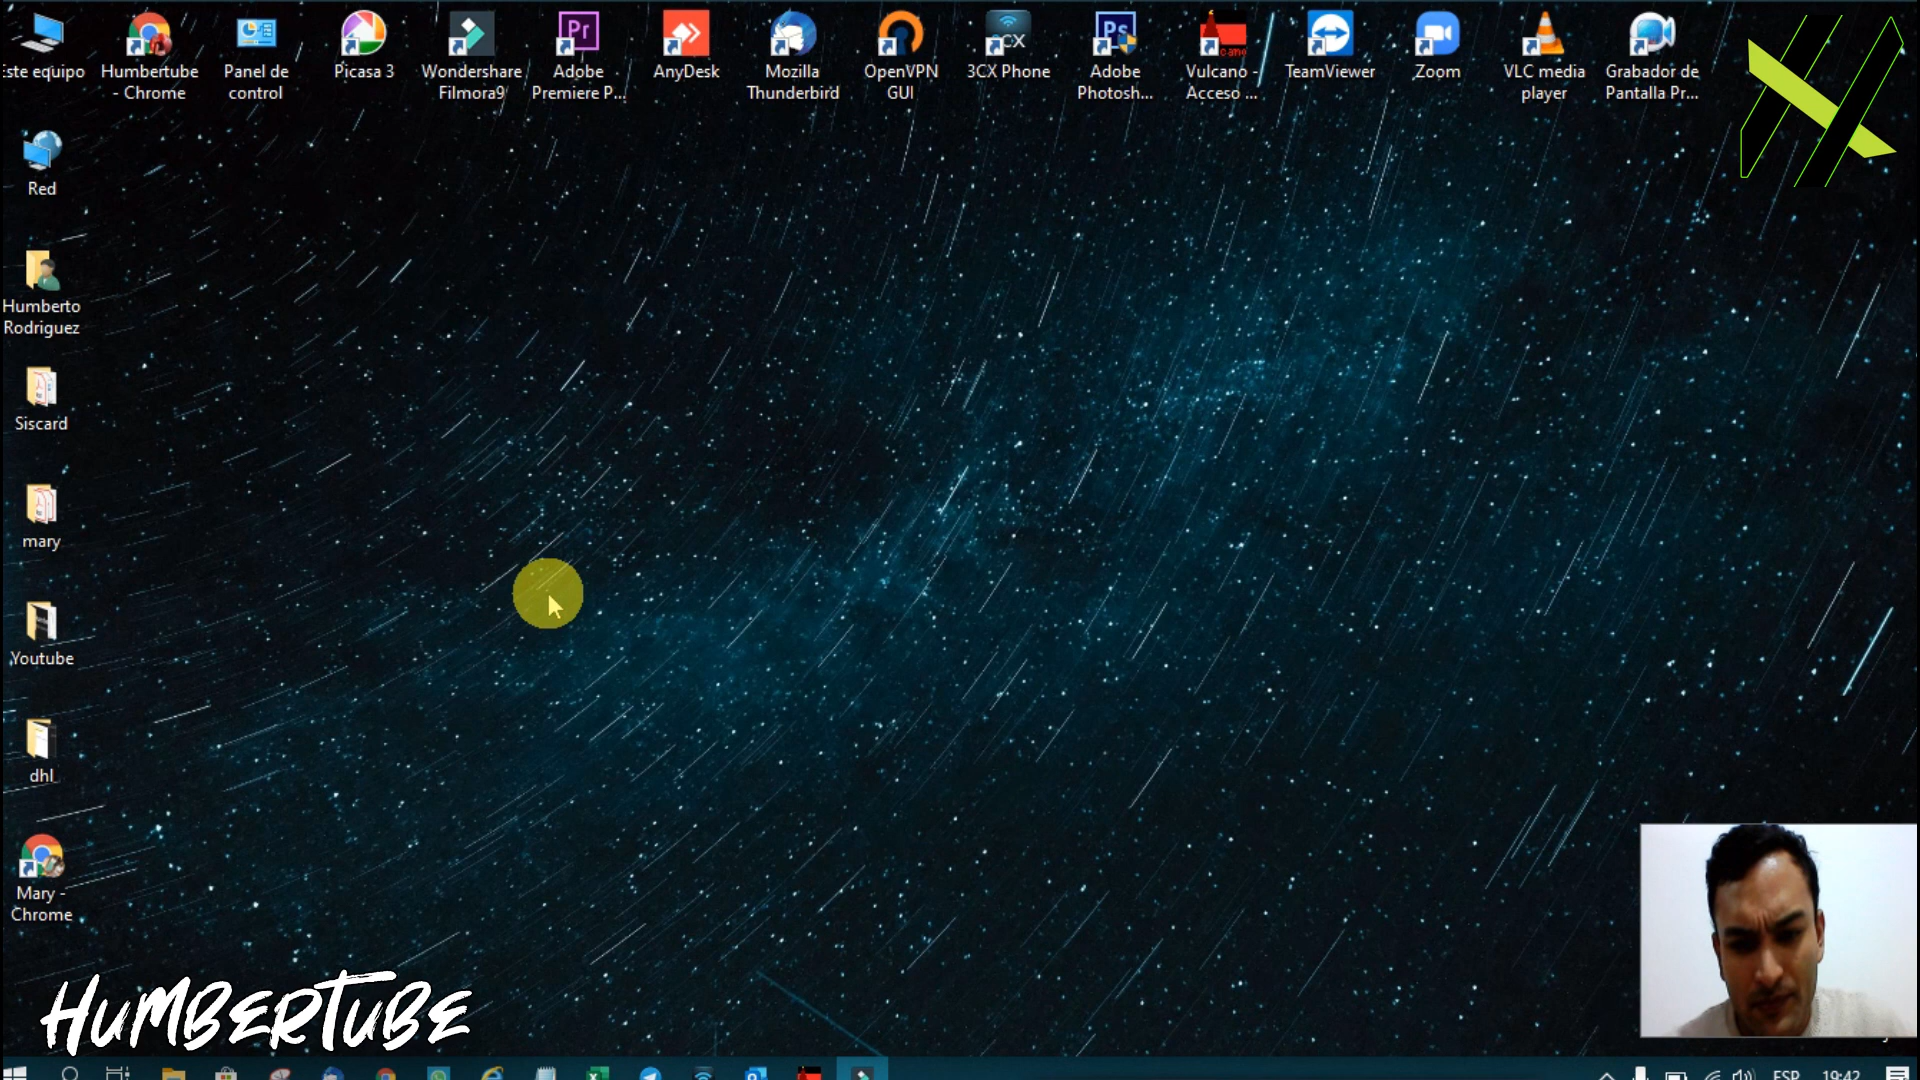 Este equipo
Humbertube
- Chrome
Panel de
control
Picasa 3
Wondershare
Filmora9
Adobe
Premiere P...
AnyDesk
Mozilla
Thunderbird
OpenVPN
GUI
3CX Phone
Adobe
Photosh...
Vulcano -
Acceso ...
TeamViewer
Zoom
VLC media
player
Grabador de
Pantalla Pr...
Red
Humberto
Rodriguez
Siscard
mary
Youtube
dhl
Mary -
Chrome
HUMBERTUBE
ESP
19:42